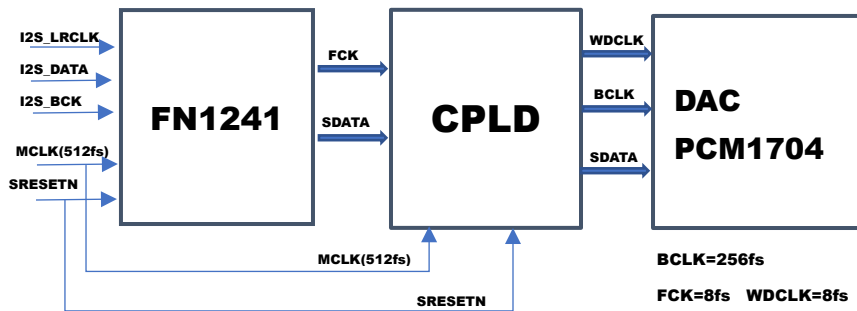 I2S_LRCLK
I2S_DATA
I2S_BCK
MCLK(512fs)
SRESETN
FN1241
FCK
SDATA
CPLD
WDCLK
BCLK
SDATA
DAC
PCM1704
MCLK(512fs)
SRESETN
BCLK=256fs
FCK=8fs WDCLK=8fs